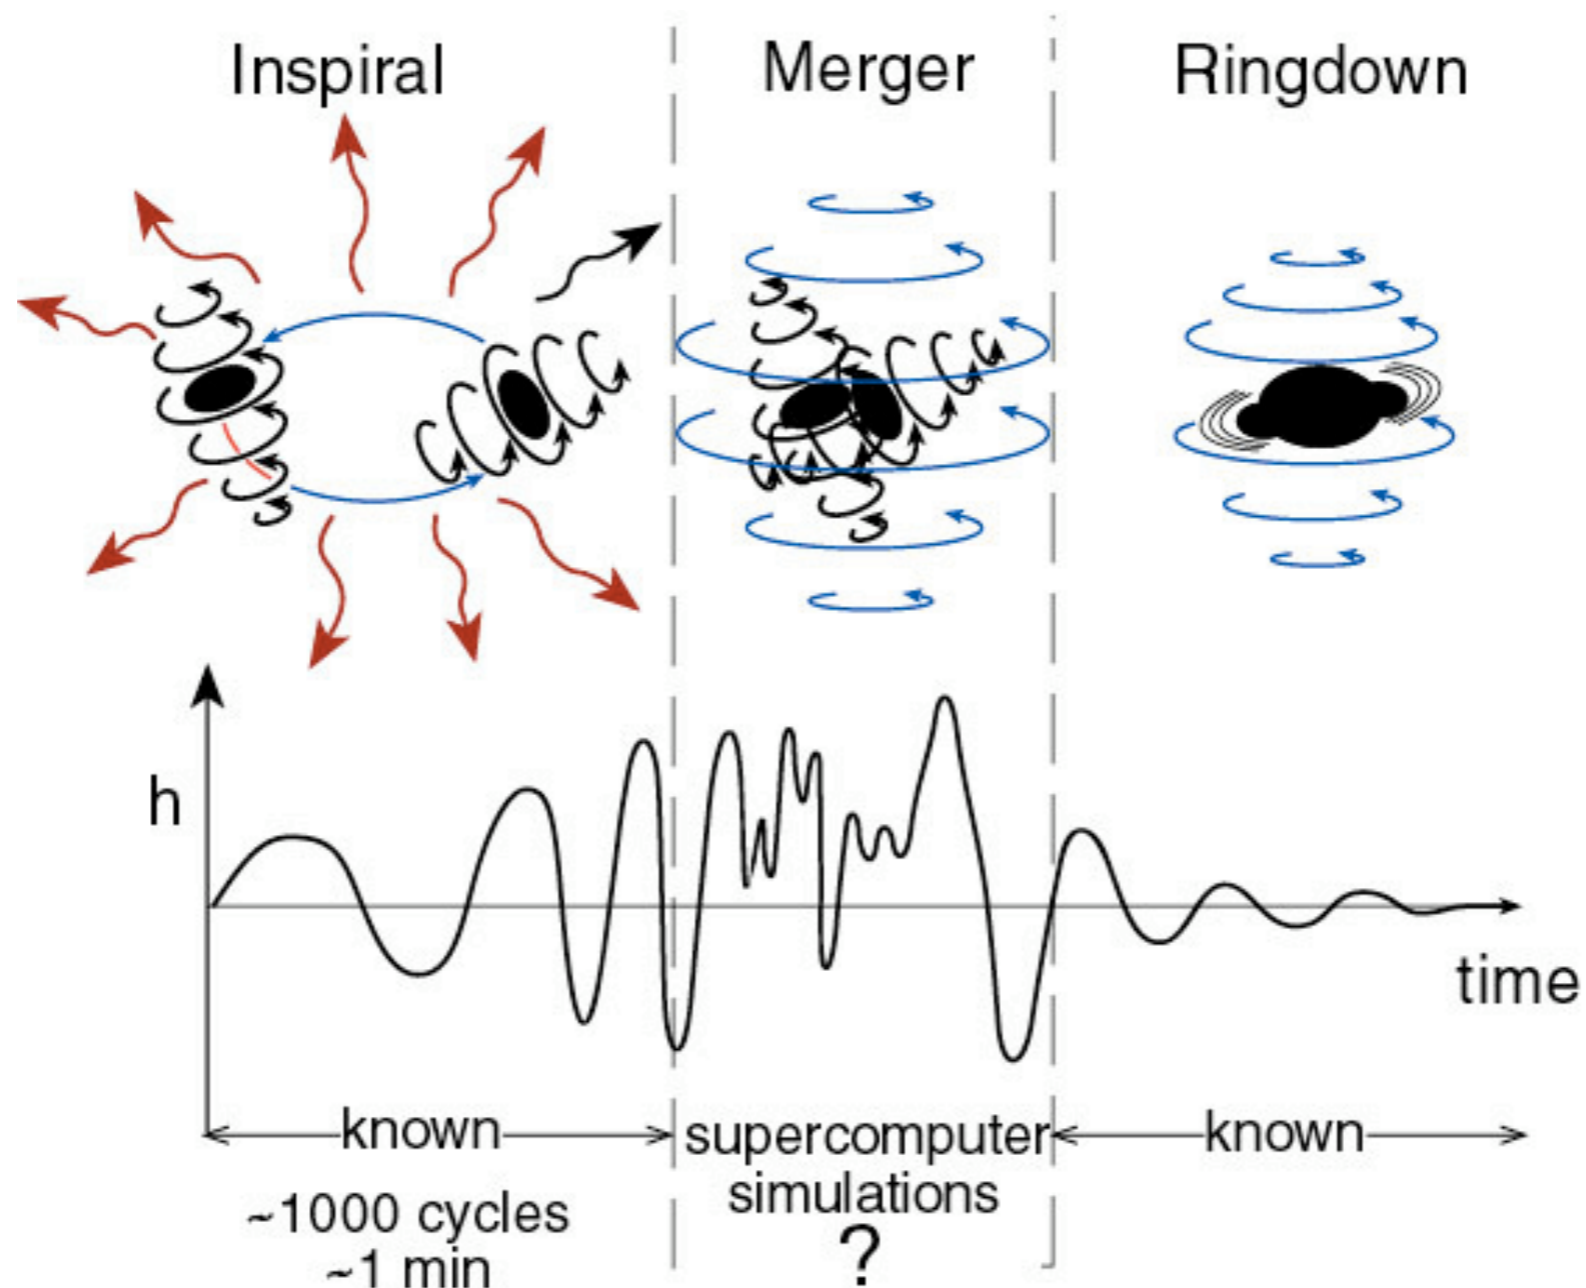 Inspiral
Merger
Ringdown
h
time
known
supercomputer
simulations
?
known
~1000 cycles
~1 min